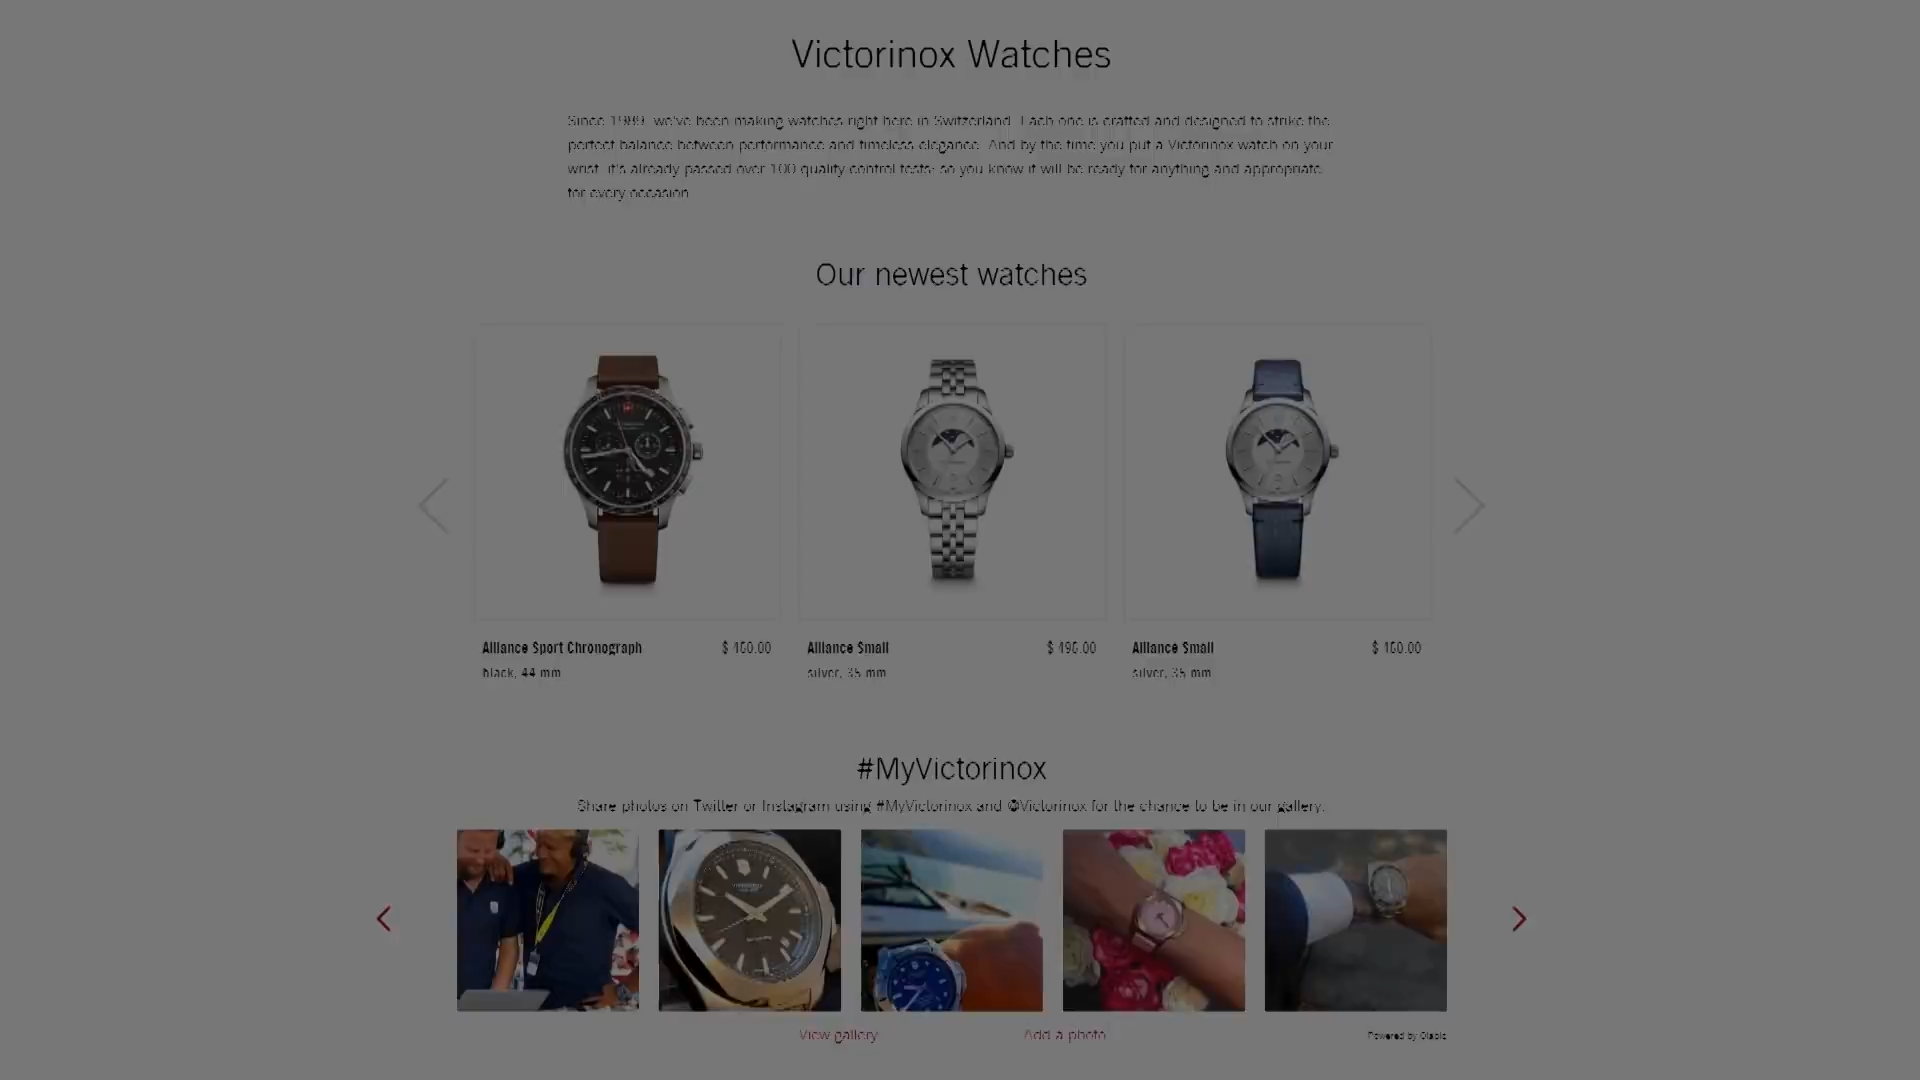 Victorinox Watches
Since 1989, we've been making watches right here in Switzerland. Each one is crafted and designed to strike the
perfect balance between performance and timeless elegance. And by the time you put a Victorinox watch on your
wrist, it's already passed over 100 quality control tests- so you know it will be ready for anything and appropriate
for every occasion
Our newest watches
Alliance Sport Chronograph
black, 44 mm
Alliance Small $ 495.00
silver, 35 mm
Alliance Small
silver, 35 mm
#MyVictorinox
Share photos on Twitter or Instagram using #MyVictorinox and @Victorinox for the chance to be in our gallery.
View gallery Add a photo
Powered by